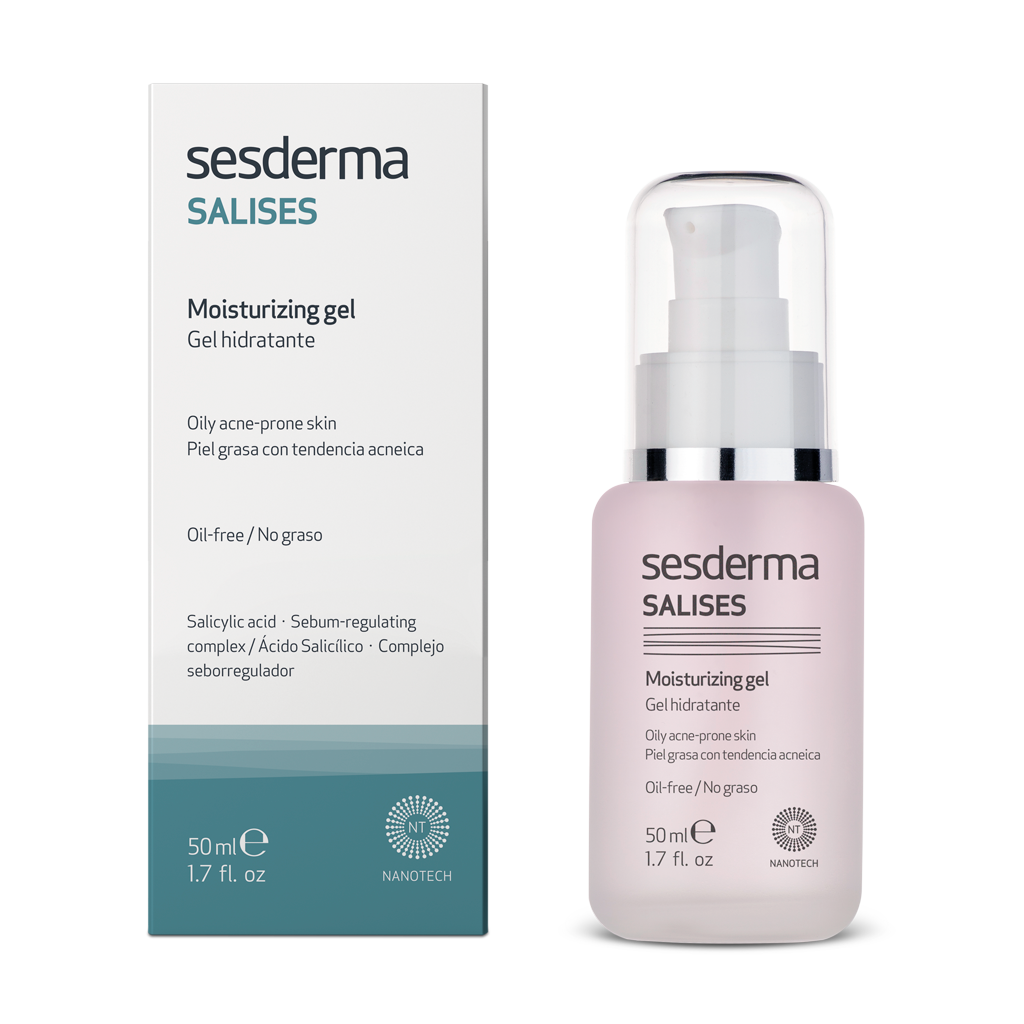 sesderma
SALISES
Moisturizing gel
Gel hidratante
Oily acne-prone skin
Piel grasa con tendencia acneica
Oil-free / No graso
Salicylic acid · Sebum-regulating
complex / Ácido Salicílico · Complejo
seborregulador
50 ml ℮
1.7 fl. oz
NT
NANOTECH
sesderma
SALISES
Moisturizing gel
Gel hidratante
Oily acne-prone skin
Piel grasa con tendencia acneica
Oil-free / No graso
50 ml ℮
1.7 fl. oz
NT
NANOTECH